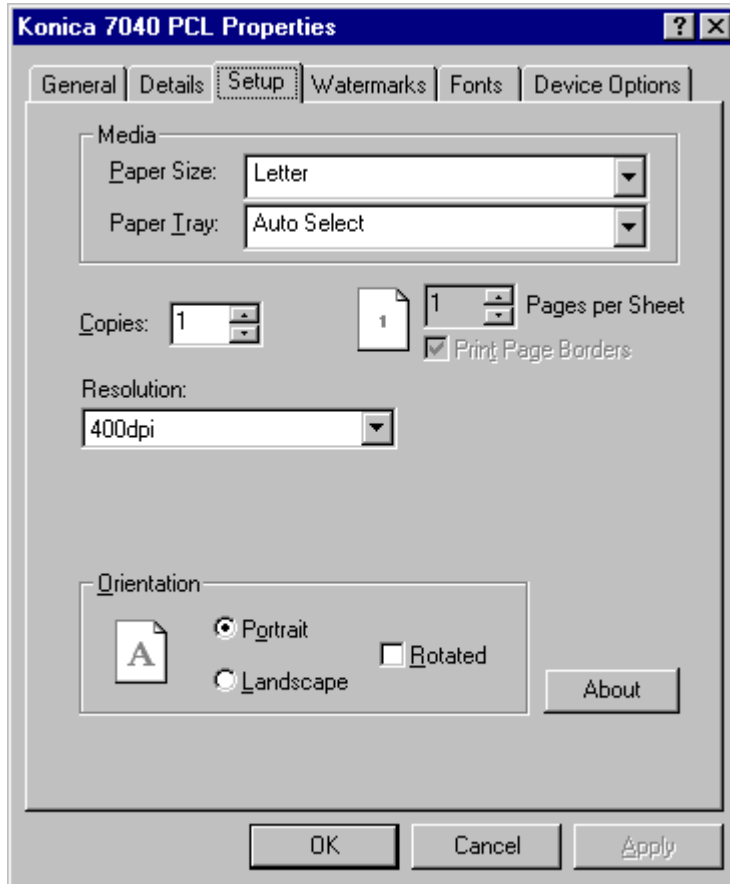 Konica 7040 PCL Properties
General Details Setup Watermarks Fonts Device Options
Media
Paper Size: Letter
Paper Tray: Auto Select
Copies: 1
1
1 Pages per Sheet
Print Page Borders
Resolution:
400dpi
Orientation
A
Portrait
Landscape
Rotated
About
OK Cancel Apply